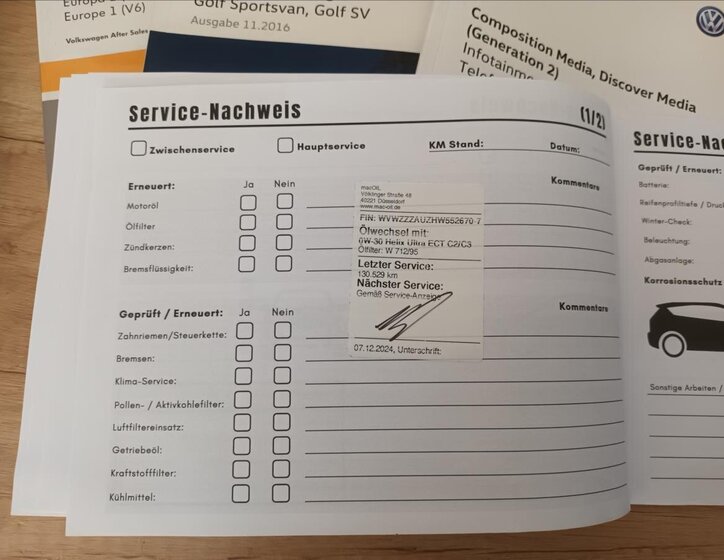 Europe 1 (V6)
Volkswagen After Sales
Golf Sportsvan, Golf SV
Ausgabe 11.2016
Composition Media, Discover Media
(Generation 2)
Service-Nachweis
(1/2)
Zwischenservice
Hauptservice
KM Stand:
Datum:
Erneuert:
Ja
Nein
Kommentare
Motoröl
Ölfilter
Zündkerzen:
Bremsflüssigkeit:
macOIL
Völklinger Straße 48
40221 Düsseldorf
www.mac-oil.de
FIN: WVWZZZAUZHW552670-7
Ölwechsel mit:
0W-30 Helix Ultra ECT C2/C3
Ölfilter: W 712/95
Letzter Service:
130.529 km
Nächster Service:
Gemäß Service-Anzeige
07.12.2024, Unterschrift:
Geprüft / Erneuert:
Ja
Nein
Kommentare
Zahnriemen/Steuerkette:
Bremsen:
Klima-Service:
Pollen- / Aktivkohlefilter:
Luftfiltereinsatz:
Getriebeöl:
Kraftstofffilter:
Kühlmittel:
Geprüft / Erneuert:
Batterie:
Winter-Check:
Beleuchtung:
Abgasanlage:
Korrosionsschutz
Sonstige Arbeiten /